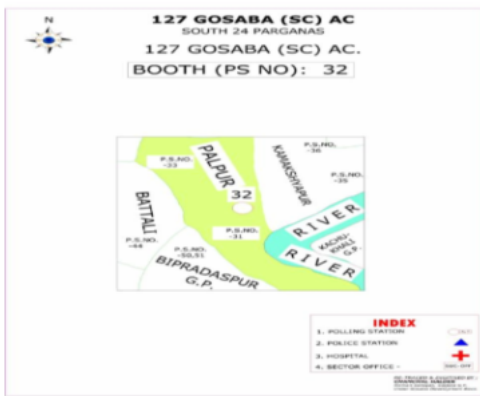 N
127 GOSABA (SC) AC
SOUTH 24 PARGANAS
127 GOSABA (SC) AC.
BOOTH (PS NO): 32
P.S.NO.
-36
P.S.NO.
-33
PALPUR
KAMAKSHYAPUR
P.S.NO.
-35
32
BATTALI
RIVER
P.S.NO.
-31
KACHU-
KHALI
G.P.
P.S.NO.
-44
P.S.NO.
-50,51
RIVER
BIPRADASPUR
G.P.
INDEX
1. POLLING STATION
2. POLICE STATION
3. HOSPITAL
4. SECTOR OFFICE -